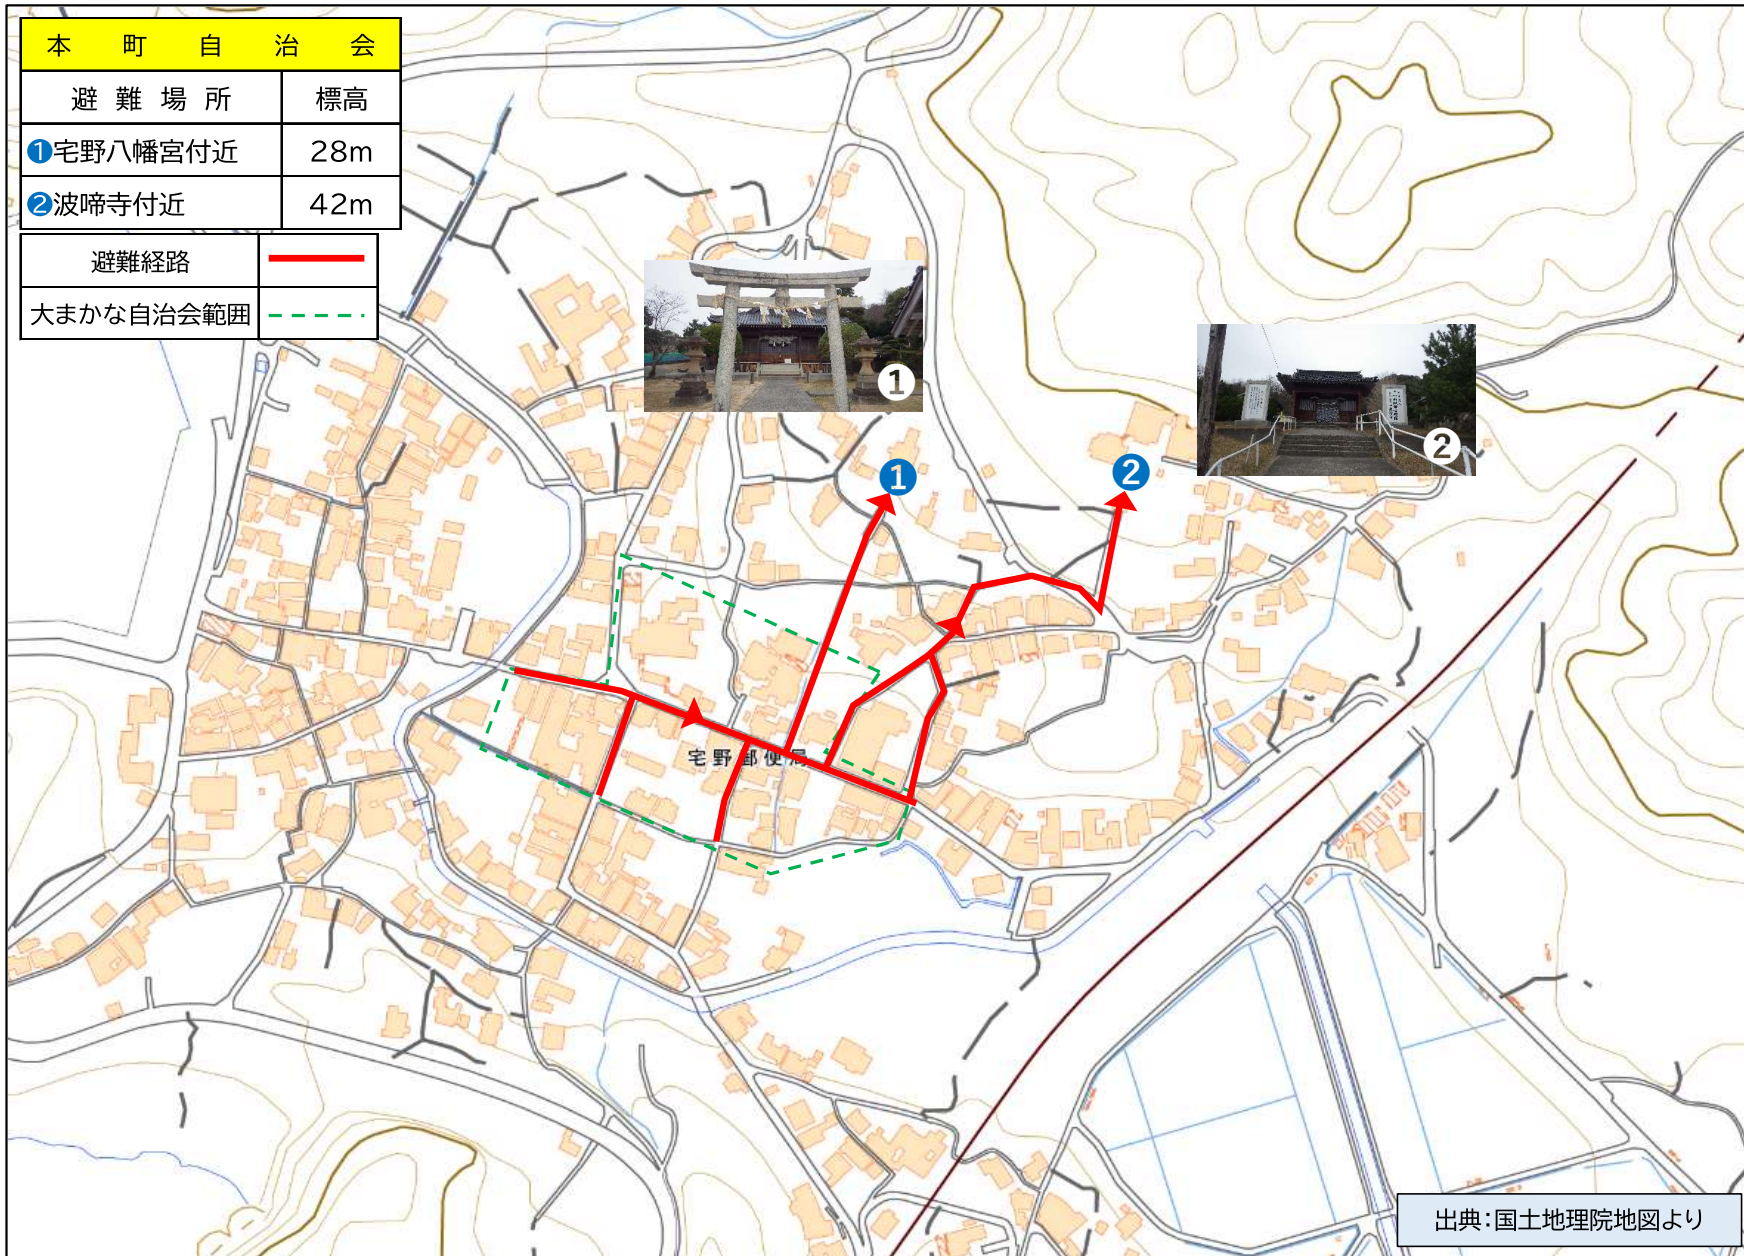 本町自治会
避難場所 標高
❶宅野八幡宮付近 28m
❷波啼寺付近 42m
避難経路
大まかな自治会範囲
1
2
❶
❷
宅野郵便局
出典：国土地理院地図より